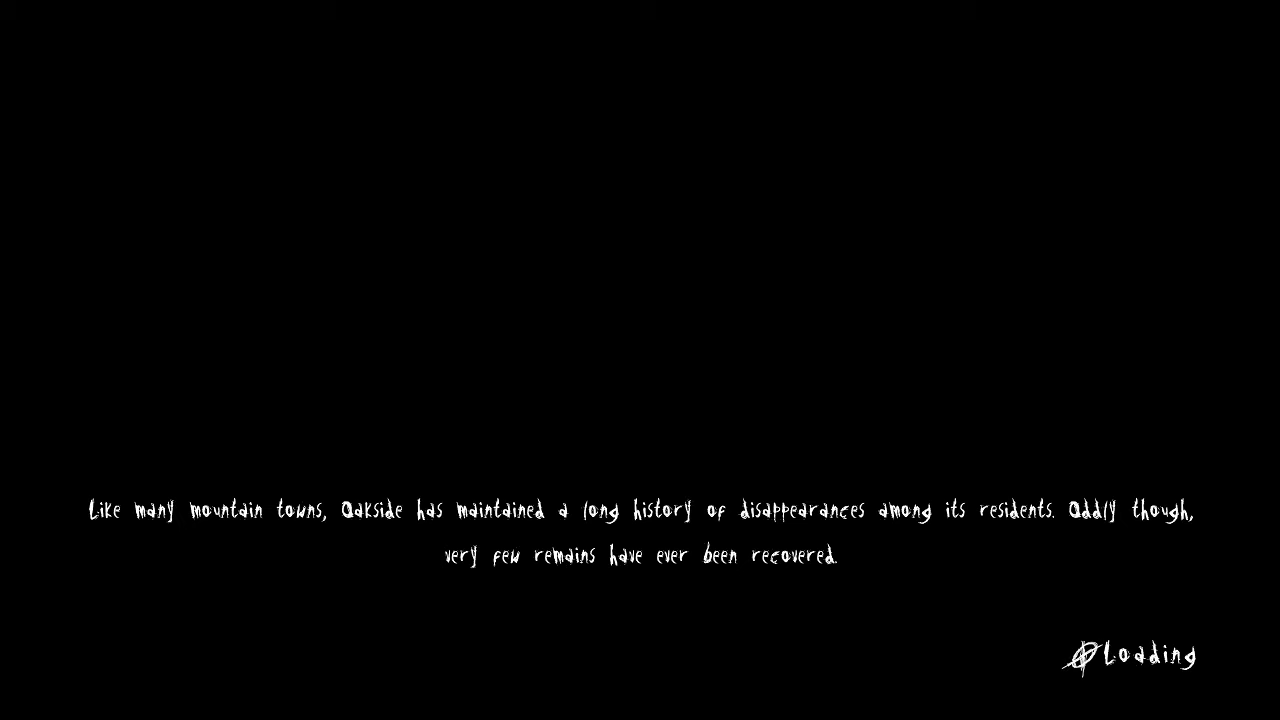 Like many mountain towns, Oakside has maintained a long history of disappearances among its residents. Oddly though,
very few remains have ever been recovered.
Loading